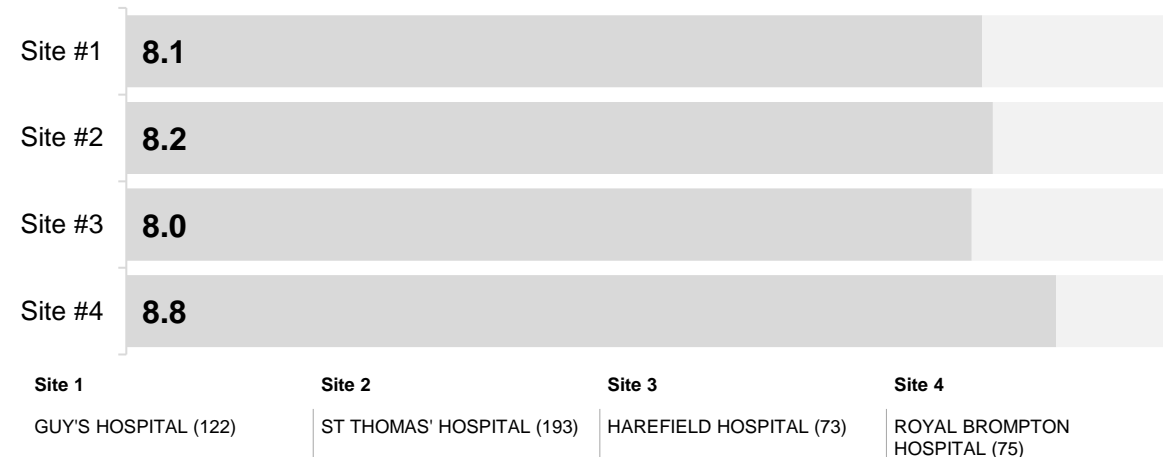 Site #1 8.1
Site #2 8.2
Site #3 8.0
Site #4 8.8
Site 1 Site 2 Site 3 Site 4
GUY'S HOSPITAL (122) ST THOMAS' HOSPITAL (193) HAREFIELD HOSPITAL (73) ROYAL BROMPTON
HOSPITAL (75)